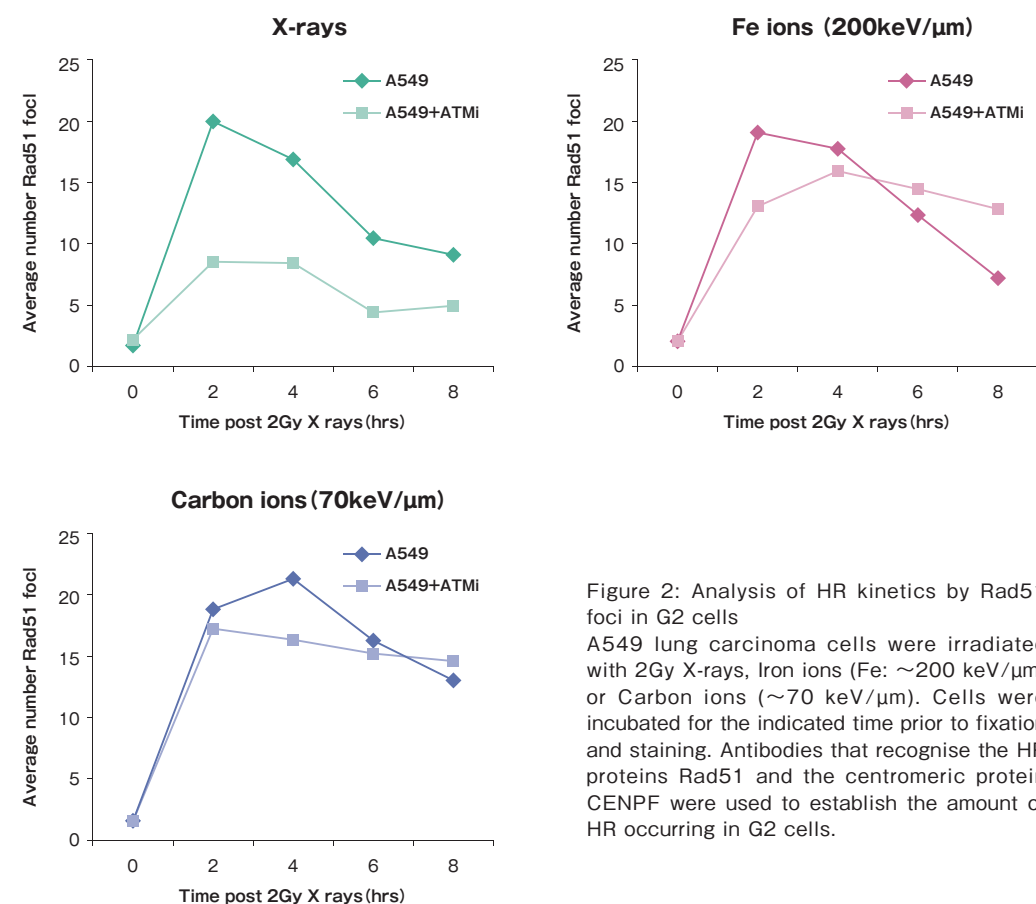 X-rays
25
20
15
10
5
0
Average number Rad51 foci
A549
A549+ATMi
0 2 4 6 8
Time post 2Gy X rays(hrs)
Fe ions (200keV/μm)
25
20
15
10
5
0
Average number Rad51 foci
A549
A549+ATMi
0 2 4 6 8
Time post 2Gy X rays(hrs)
Carbon ions(70keV/μm)
25
20
15
10
5
0
Average number Rad51 foci
A549
A549+ATMi
0 2 4 6 8
Time post 2Gy X rays(hrs)
Figure 2: Analysis of HR kinetics by Rad51
foci in G2 cells
A549 lung carcinoma cells were irradiated
with 2Gy X-rays, Iron ions (Fe: ~200 keV/μm)
or Carbon ions (~70 keV/μm). Cells were
incubated for the indicated time prior to fixation
and staining. Antibodies that recognise the HR
proteins Rad51 and the centromeric protein
CENPF were used to establish the amount of
HR occurring in G2 cells.